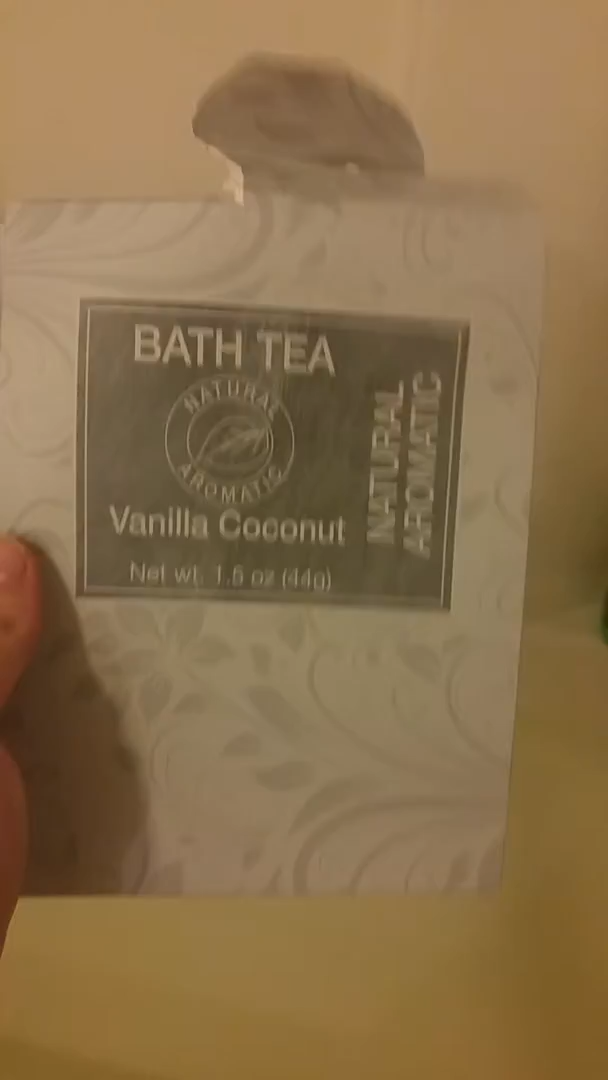 BATH TEA
NATURAL
AROMATIC
Vanilla Coconut
Net wt. 1.5 oz (44g)
NATURAL
AROMATIC